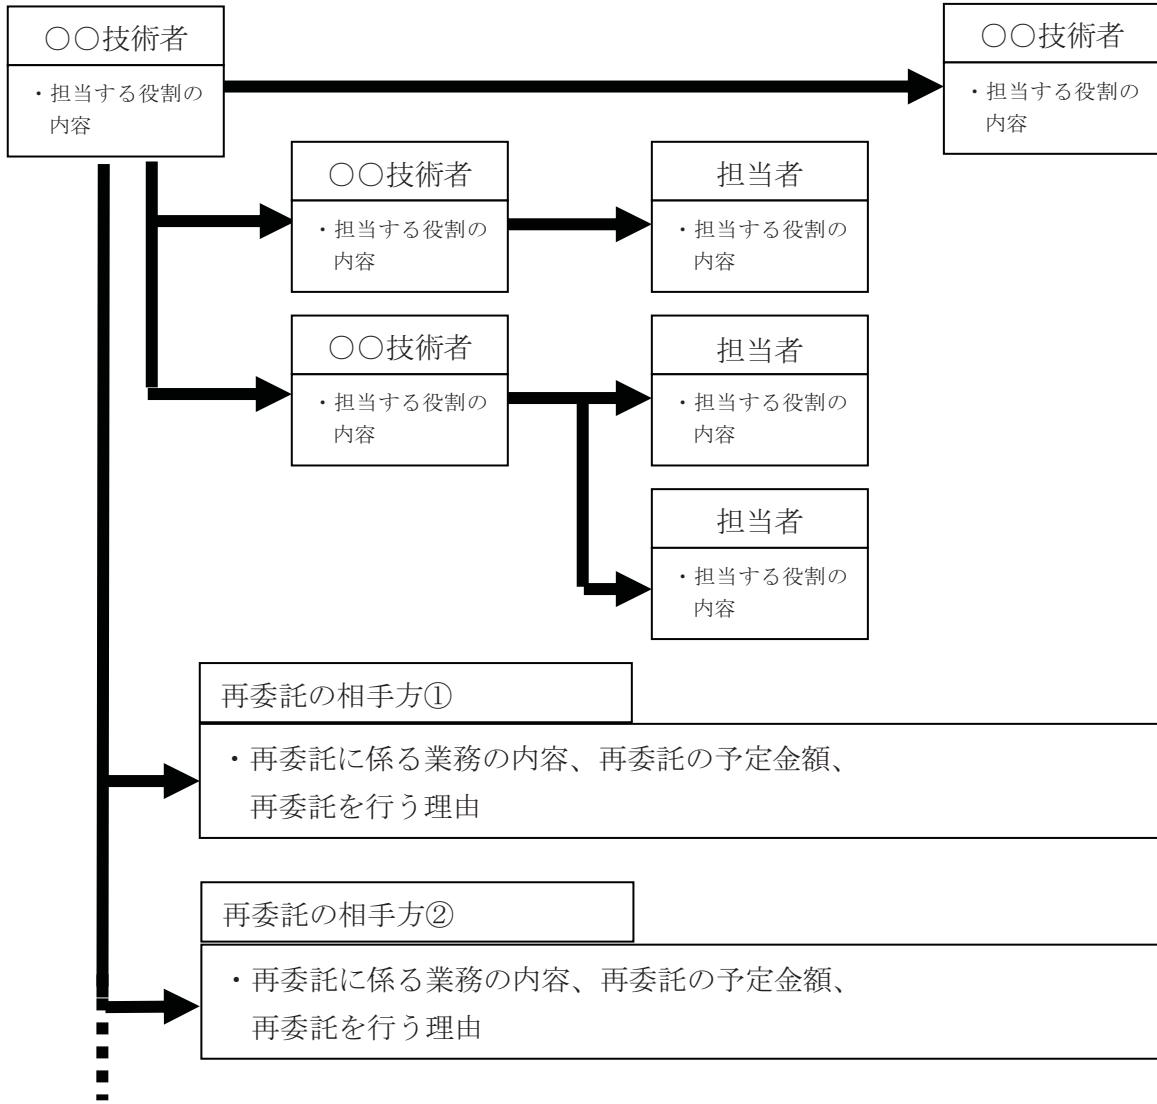 ○○技術者
・担当する役割の
内容
○○技術者
・担当する役割の
内容
○○技術者
・担当する役割の
内容
担当者
・担当する役割の
内容
○○技術者
・担当する役割の
内容
担当者
・担当する役割の
内容
担当者
・担当する役割の
内容
再委託の相手方①
・再委託に係る業務の内容、再委託の予定金額、
再委託を行う理由
再委託の相手方②
・再委託に係る業務の内容、再委託の予定金額、
再委託を行う理由